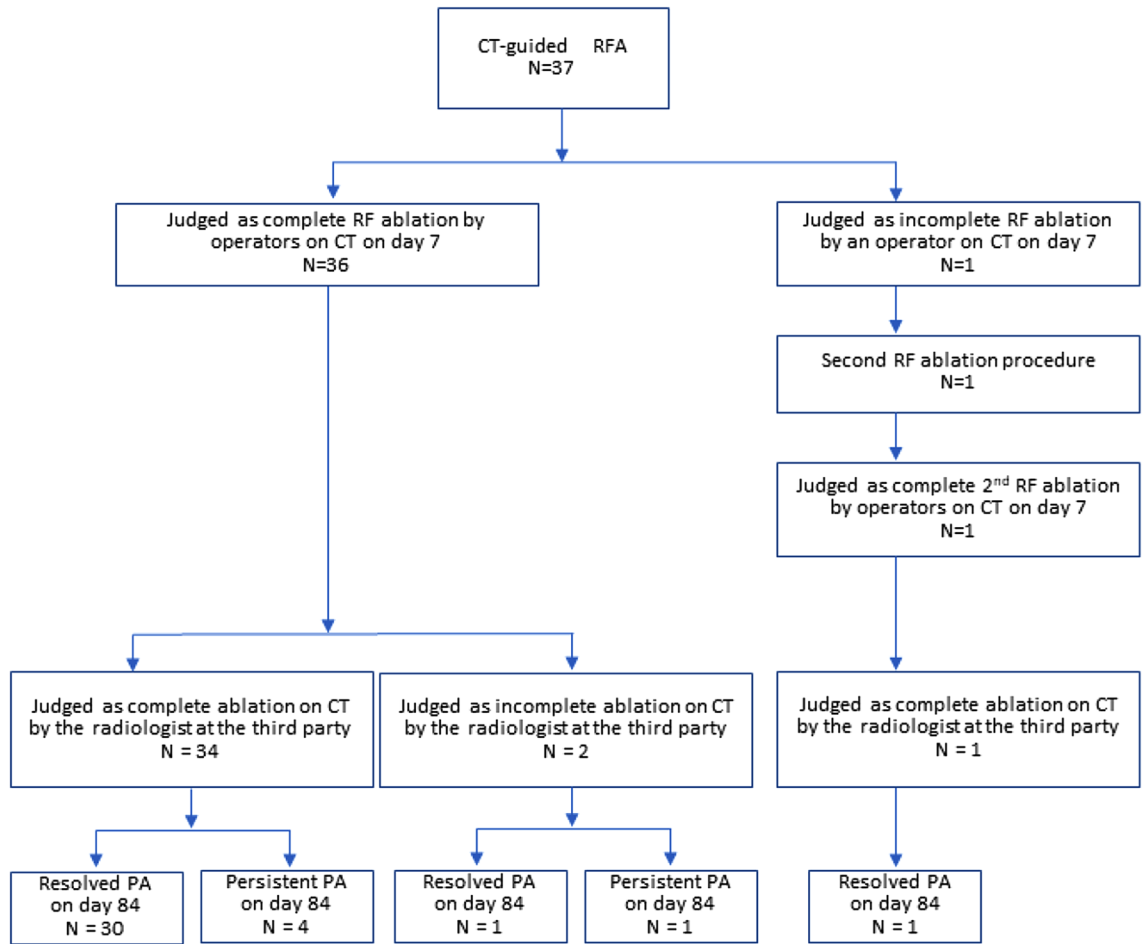 CT-guided RFA
N=37
Judged as complete RF ablation by
operators on CT on day 7
N=36
Judged as incomplete RF ablation
by an operator on CT on day 7
N=1
Second RF ablation procedure
N=1
Judged as complete 2nd RF ablation
by operators on CT on day 7
N=1
Judged as complete ablation on CT
by the radiologist at the third party
N = 34
Judged as incomplete ablation on CT
by the radiologist at the third party
N = 2
Judged as complete ablation on CT
by the radiologist at the third party
N = 1
Resolved PA
on day 84
N = 30
Persistent PA
on day 84
N = 4
Resolved PA
on day 84
N = 1
Persistent PA
on day 84
N = 1
Resolved PA
on day 84
N = 1